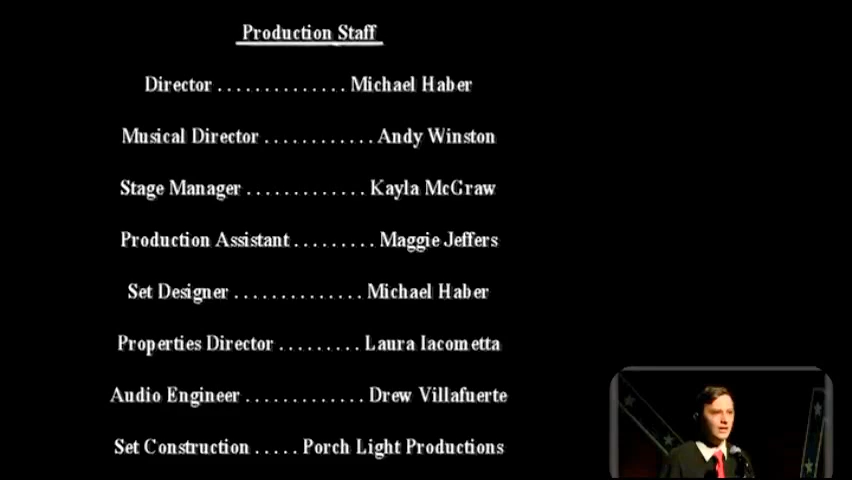 Production Staff
Director . . . . . . . . . . . . . . Michael Haber
Musical Director . . . . . . . . . . . . Andy Winston
Stage Manager . . . . . . . . . . . . . Kayla McGraw
Production Assistant . . . . . . . . . Maggie Jeffers
Set Designer . . . . . . . . . . . . . . Michael Haber
Properties Director . . . . . . . . . Laura Iacometta
Audio Engineer . . . . . . . . . . . . . Drew Villafuerte
Set Construction . . . . . Porch Light Productions